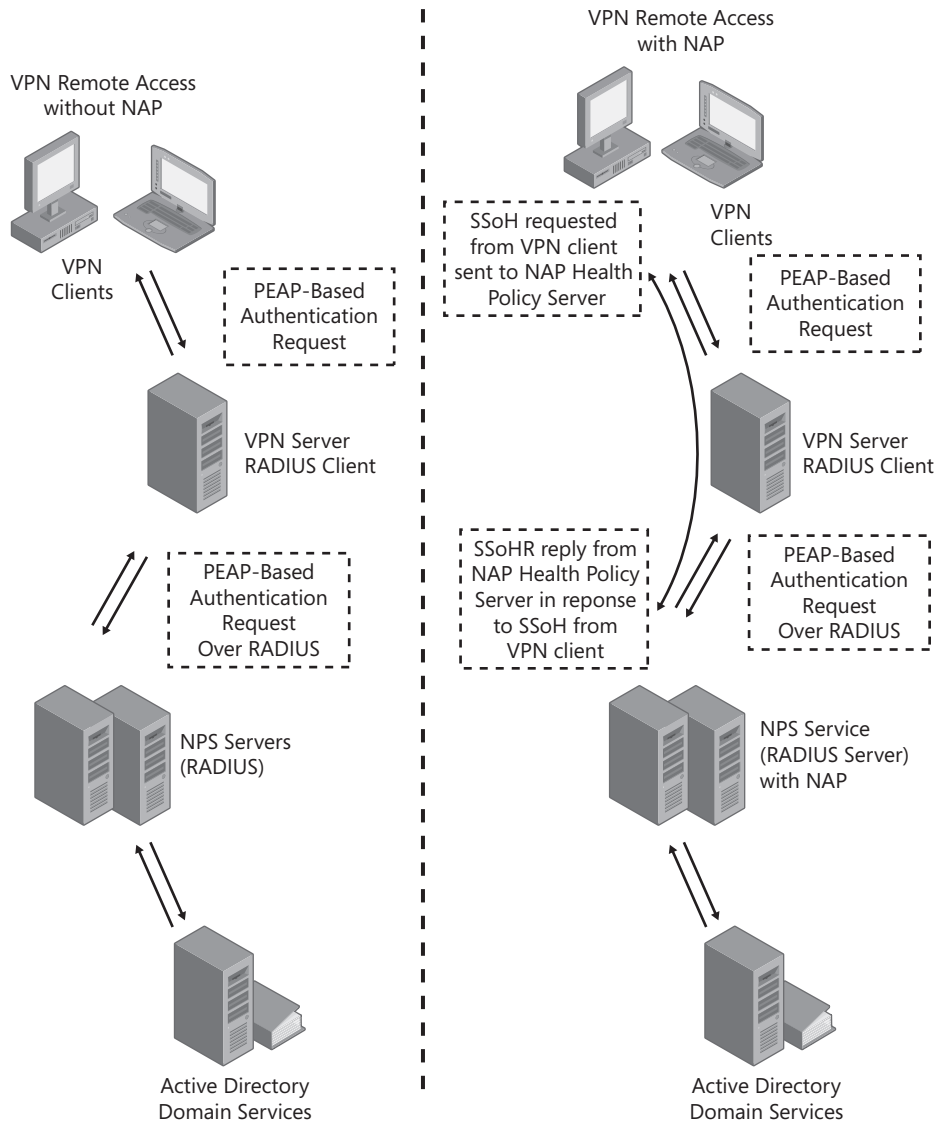 VPN Remote Access
without NAP
VPN
Clients
PEAP-Based
Authentication
Request
VPN Server
RADIUS Client
PEAP-Based
Authentication
Request
Over RADIUS
NPS Servers
(RADIUS)
Active Directory
Domain Services
VPN Remote Access
with NAP
SSoH requested
from VPN client
sent to NAP Health
Policy Server
VPN
Clients
PEAP-Based
Authentication
Request
VPN Server
RADIUS Client
SSoHR reply from
NAP Health Policy
Server in reponse
to SSoH from
VPN client
PEAP-Based
Authentication
Request
Over RADIUS
NPS Service
(RADIUS Server)
with NAP
Active Directory
Domain Services